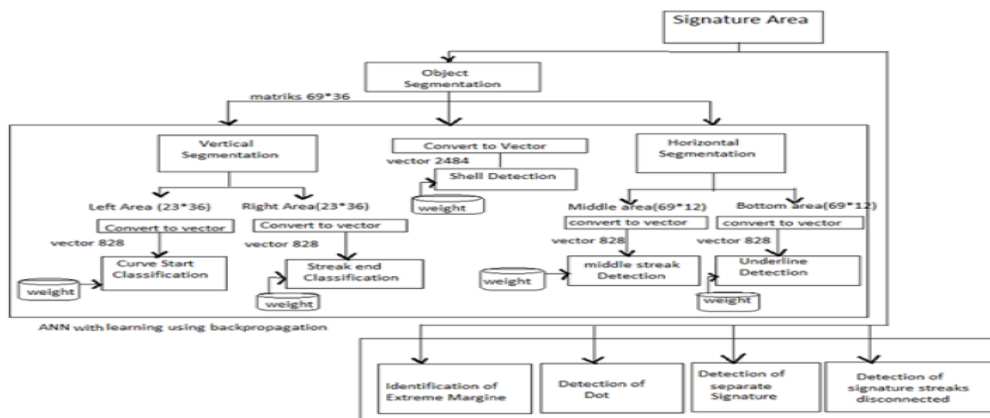 Signature Area
Object
Segmentation
matriks 69*36
Vertical
Segmentation
Convert to Vector
Horizontal
Segmentation
vector 2484
Shell Detection
weight
Left Area (23*36)
Right Area(23*36)
Middle area(69*12)
Bottom area(69*12)
Convert to vector
Convert to vector
convert to vector
convert to vector
vector 828
vector 828
vector 828
vector 828
Curve Start
Classification
Streak end
Classification
middle streak
Detection
Underline
Detection
weight
weight
weight
weight
ANN with learning using backpropagation
Identification of
Extreme Margine
Detection of
Dot
Detection of
separate
Signature
Detection of
signature streaks
disconnected